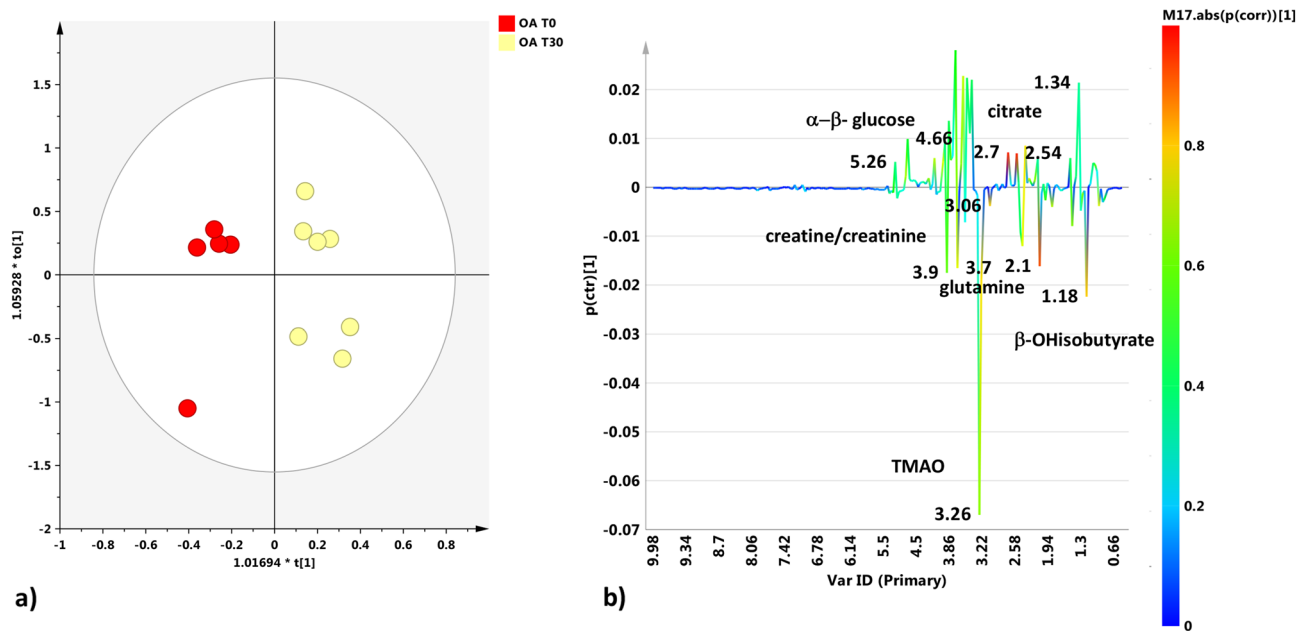 OA T0
OA T30
1.5
1
0.5
0
-0.5
-1
-1.5
-2
-1 -0.8 -0.6 -0.4 -0.2 0 0.2 0.4 0.6 0.8
1.05928 * to[1]
1.01694 * t[1]
a)
M17.abs(p(corr))[1]
0.02
0.01
0
-0.01
-0.02
-0.03
-0.04
-0.05
-0.06
-0.07
p(ctr)[1]
α–β- glucose
citrate
1.34
4.66
5.26
2.7
2.54
3.06
creatine/creatinine
3.9
3.7
2.1
glutamine
1.18
β-OHisobutyrate
TMAO
3.26
9.98 9.34 8.7 8.06 7.42 6.78 6.14 5.5 4.5 3.86 3.22 2.58 1.94 1.3 0.66
Var ID (Primary)
b)
0.8
0.6
0.4
0.2
0